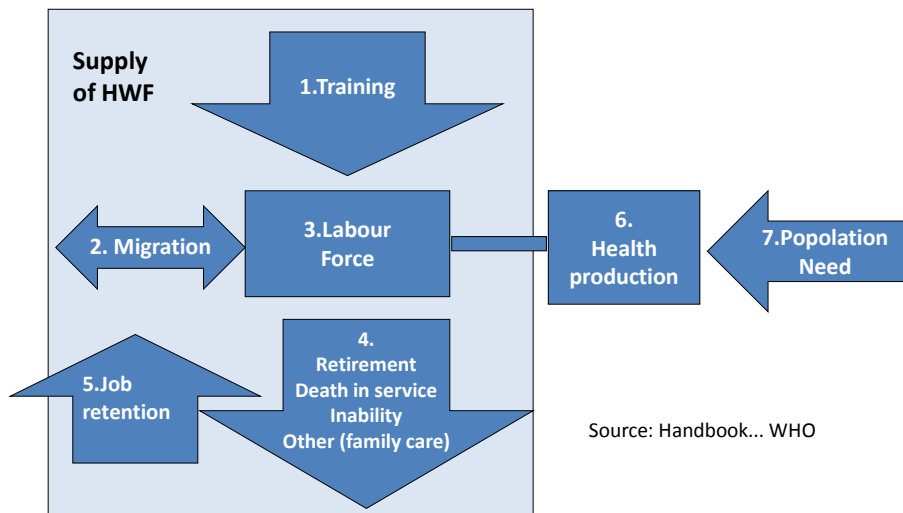 Supply
of HWF
1.Training
2. Migration
3.Labour
Force
6.
Health
production
7.Popolation
Need
4.
Retirement
Death in service
Inability
Other (family care)
5.Job
retention
Source: Handbook... WHO